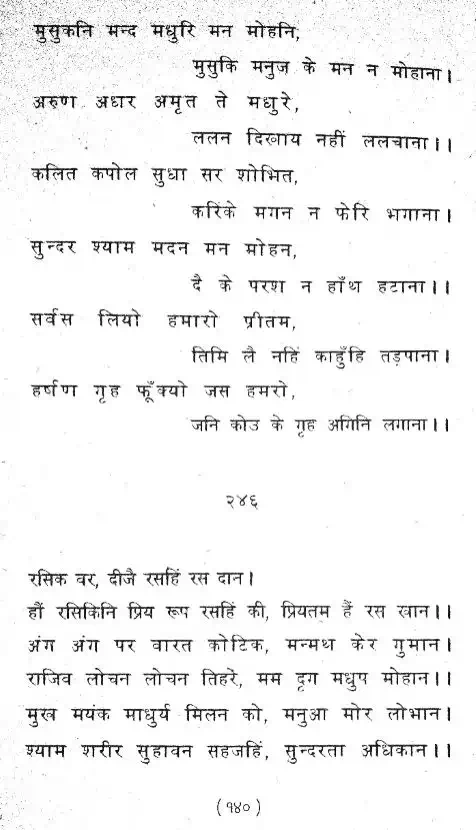 मुसुकनि मन्द मधुरि मन मोहनि,
मुसुकि मनुज के मन न मोहाना।
अरुण अधार अमृत ते मधुरे,
ललन दिखाय नहीं ललचाना।।
कलित कपोल सुधा सर शोभित,
करिके मगन न फेरि भगाना।
सुन्दर श्याम मदन मन मोहन,
दै के परश न हाँथ हटाना।।
सर्वस लियो हमारो प्रीतम,
तिमि लै नहिं काहुँहि तड़पाना।
हर्षण गृह फूँक्यो जस हमरो,
जनि कोउ के गृह अगिनि लगाना।।
२४६
रसिक वर, दीजै रसहिं रस दान।
हौं रसिकिनि प्रिय रूप रसहिं की, प्रियतम हैं रस खान।।
अंग अंग पर वारत कोटिक, मन्मथ केर गुमान।
राजिव लोचन लोचन तिहरें, मम दृग मधुप मोहान।।
मुख मयंक माधुर्य मिलन को, मनुआ मोर लोभान।
श्याम शरीर सुहावन सहजहिं, सुन्दरता अधिकान।।
(१४०)